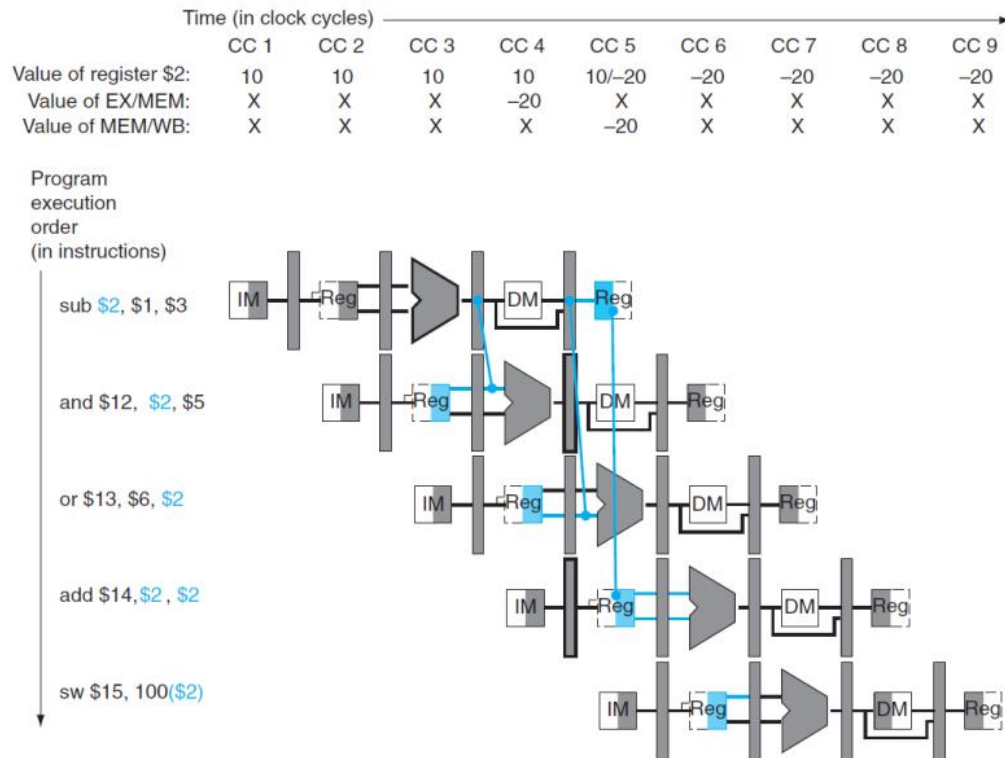 Time (in clock cycles)
CC 1 CC 2 CC 3 CC 4 CC 5 CC 6 CC 7 CC 8 CC 9
Value of register $2: 10 10 10 10 10/–20 –20 –20 –20 –20
Value of EX/MEM: X X X –20 X X X X X
Value of MEM/WB: X X X X –20 X X X X
Program
execution
order
(in instructions)
sub $2, $1, $3 IM Reg DM Reg
and $12, $2, $5 IM Reg DM Reg
or $13, $6, $2 IM Reg DM Reg
add $14,$2 , $2 IM Reg DM Reg
sw $15, 100($2) IM Reg DM Reg